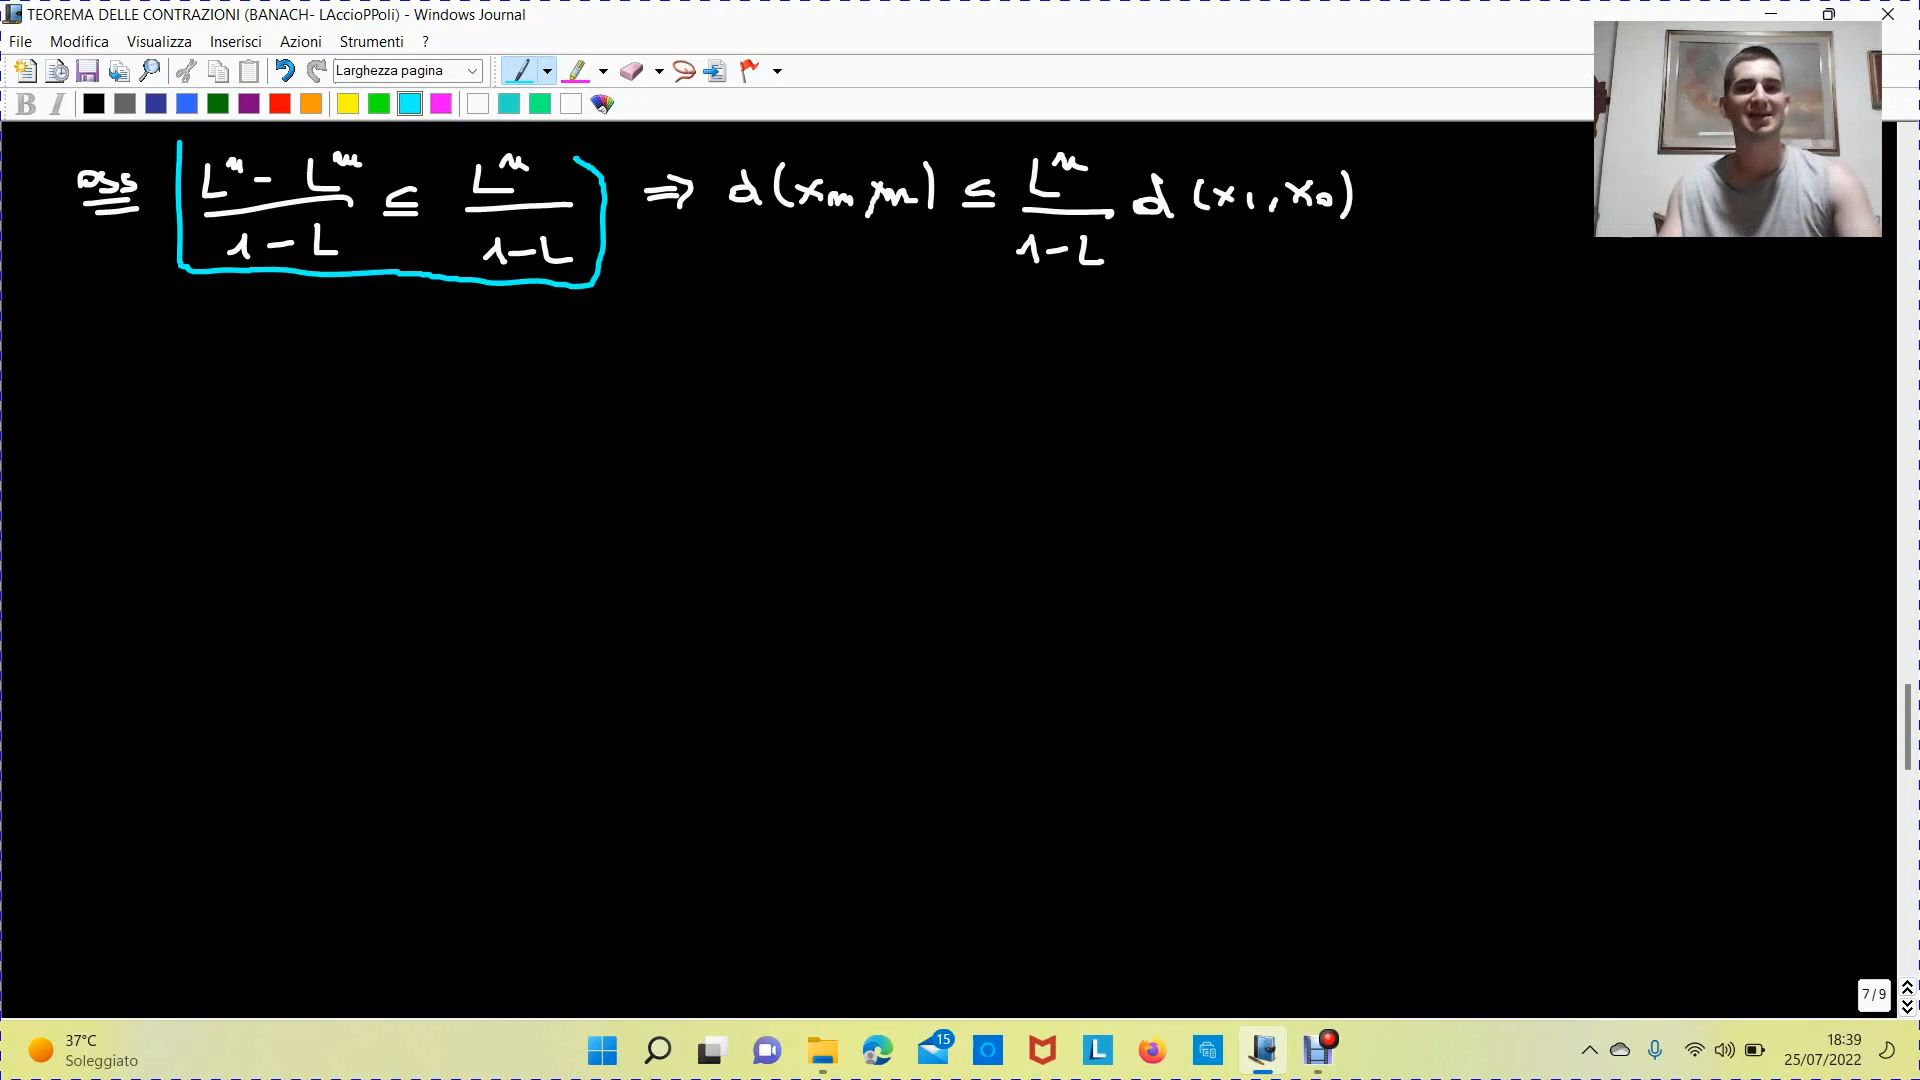 TEOREMA DELLE CONTRAZIONI (BANACH- LAccioPPoli) - Windows Journal
File Modifica Visualizza Inserisci Azioni Strumenti ?
Larghezza pagina
B I
OSS (L^n - L^m)/(1-L) ≤ L^n/(1-L) ⇒ d(x_m, x_n) ≤ L^n/(1-L) d(x_1, x_0)
7/9
37°C
Soleggiato
15
18:39
25/07/2022